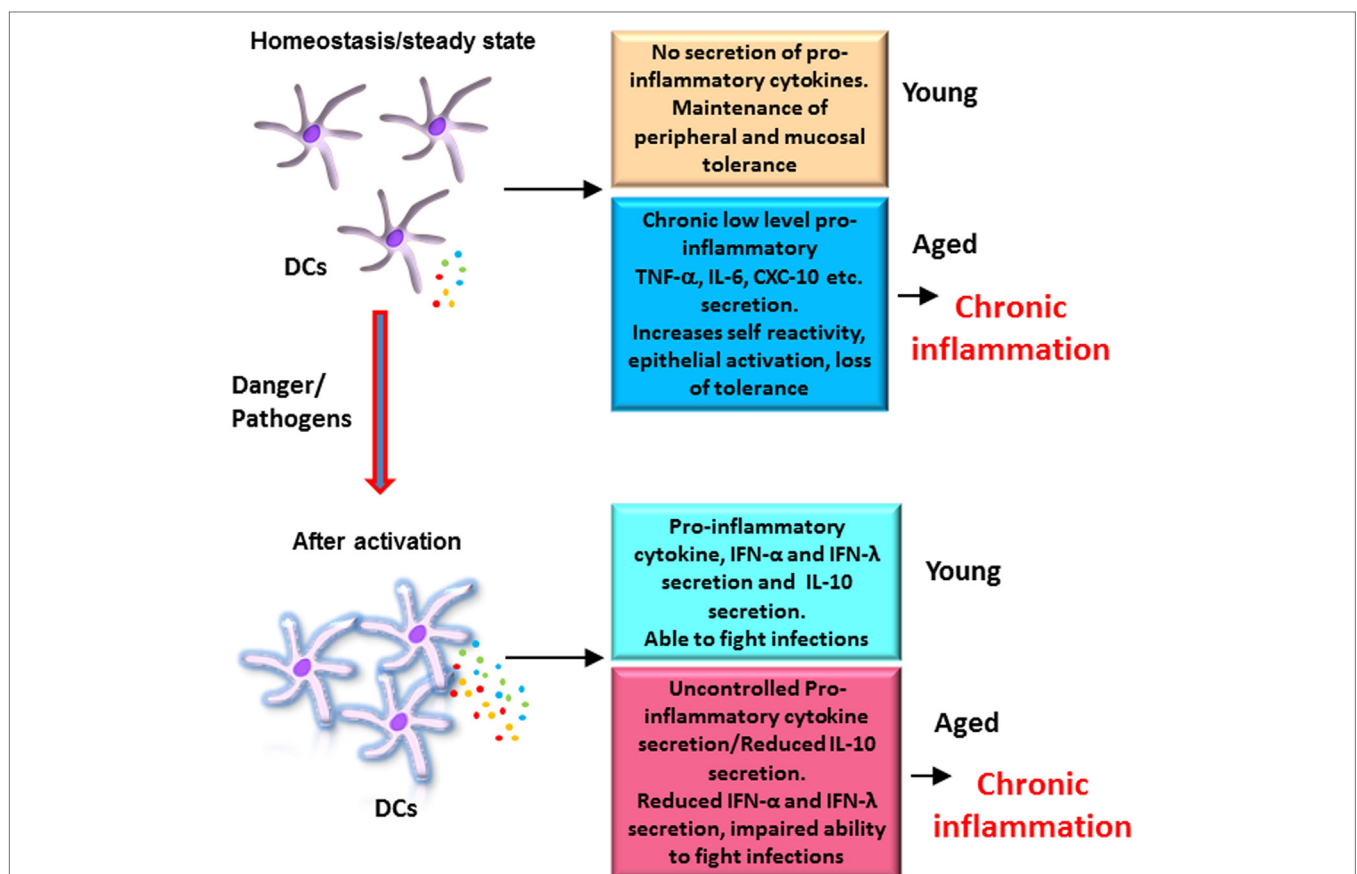 Homeostasis/steady state
DCs
No secretion of pro-
inflammatory cytokines.
Maintenance of
peripheral and mucosal
tolerance
Young
Chronic low level pro-
inflammatory
TNF-α, IL-6, CXC-10 etc.
secretion.
Increases self reactivity,
epithelial activation, loss
of tolerance
Aged
Chronic
inflammation
Danger/
Pathogens
After activation
DCs
Pro-inflammatory
cytokine, IFN-α and IFN-λ
secretion and IL-10
secretion.
Able to fight infections
Young
Uncontrolled Pro-
inflammatory cytokine
secretion/Reduced IL-10
secretion.
Reduced IFN-α and IFN-λ
secretion, impaired ability
to fight infections
Aged
Chronic
inflammation